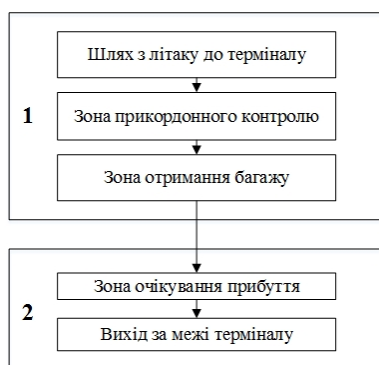 Шлях з літаку до терміналу
1
Зона прикордонного контролю
Зона отримання багажу
Зона очікування прибуття
2
Вихід за межі терміналу